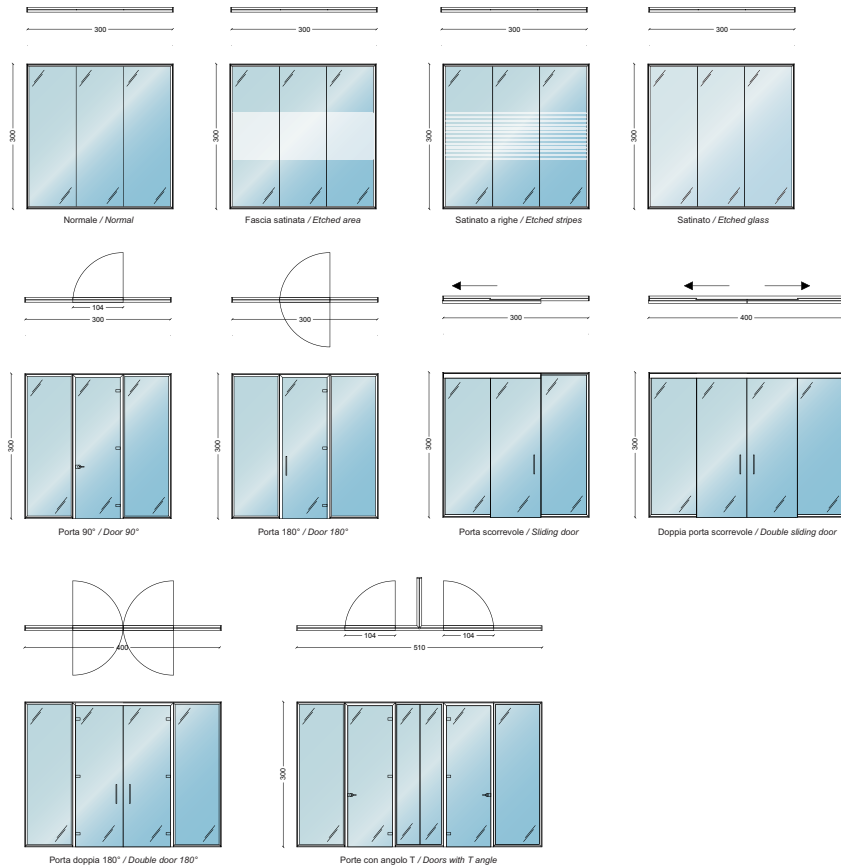 300 300 300 300
300 300 300 300
Normale / Normal
Fascia satinata / Etched area
Satinato a righe / Etched stripes
Satinato / Etched glass
104
300 300 300 400
300 300 300 300
Porta 90° / Door 90°
Porta 180° / Door 180°
Porta scorrevole / Sliding door
Doppia porta scorrevole / Double sliding door
104 104
400 510
300
Porta doppia 180° / Double door 180°
Porte con angolo T / Doors with T angle